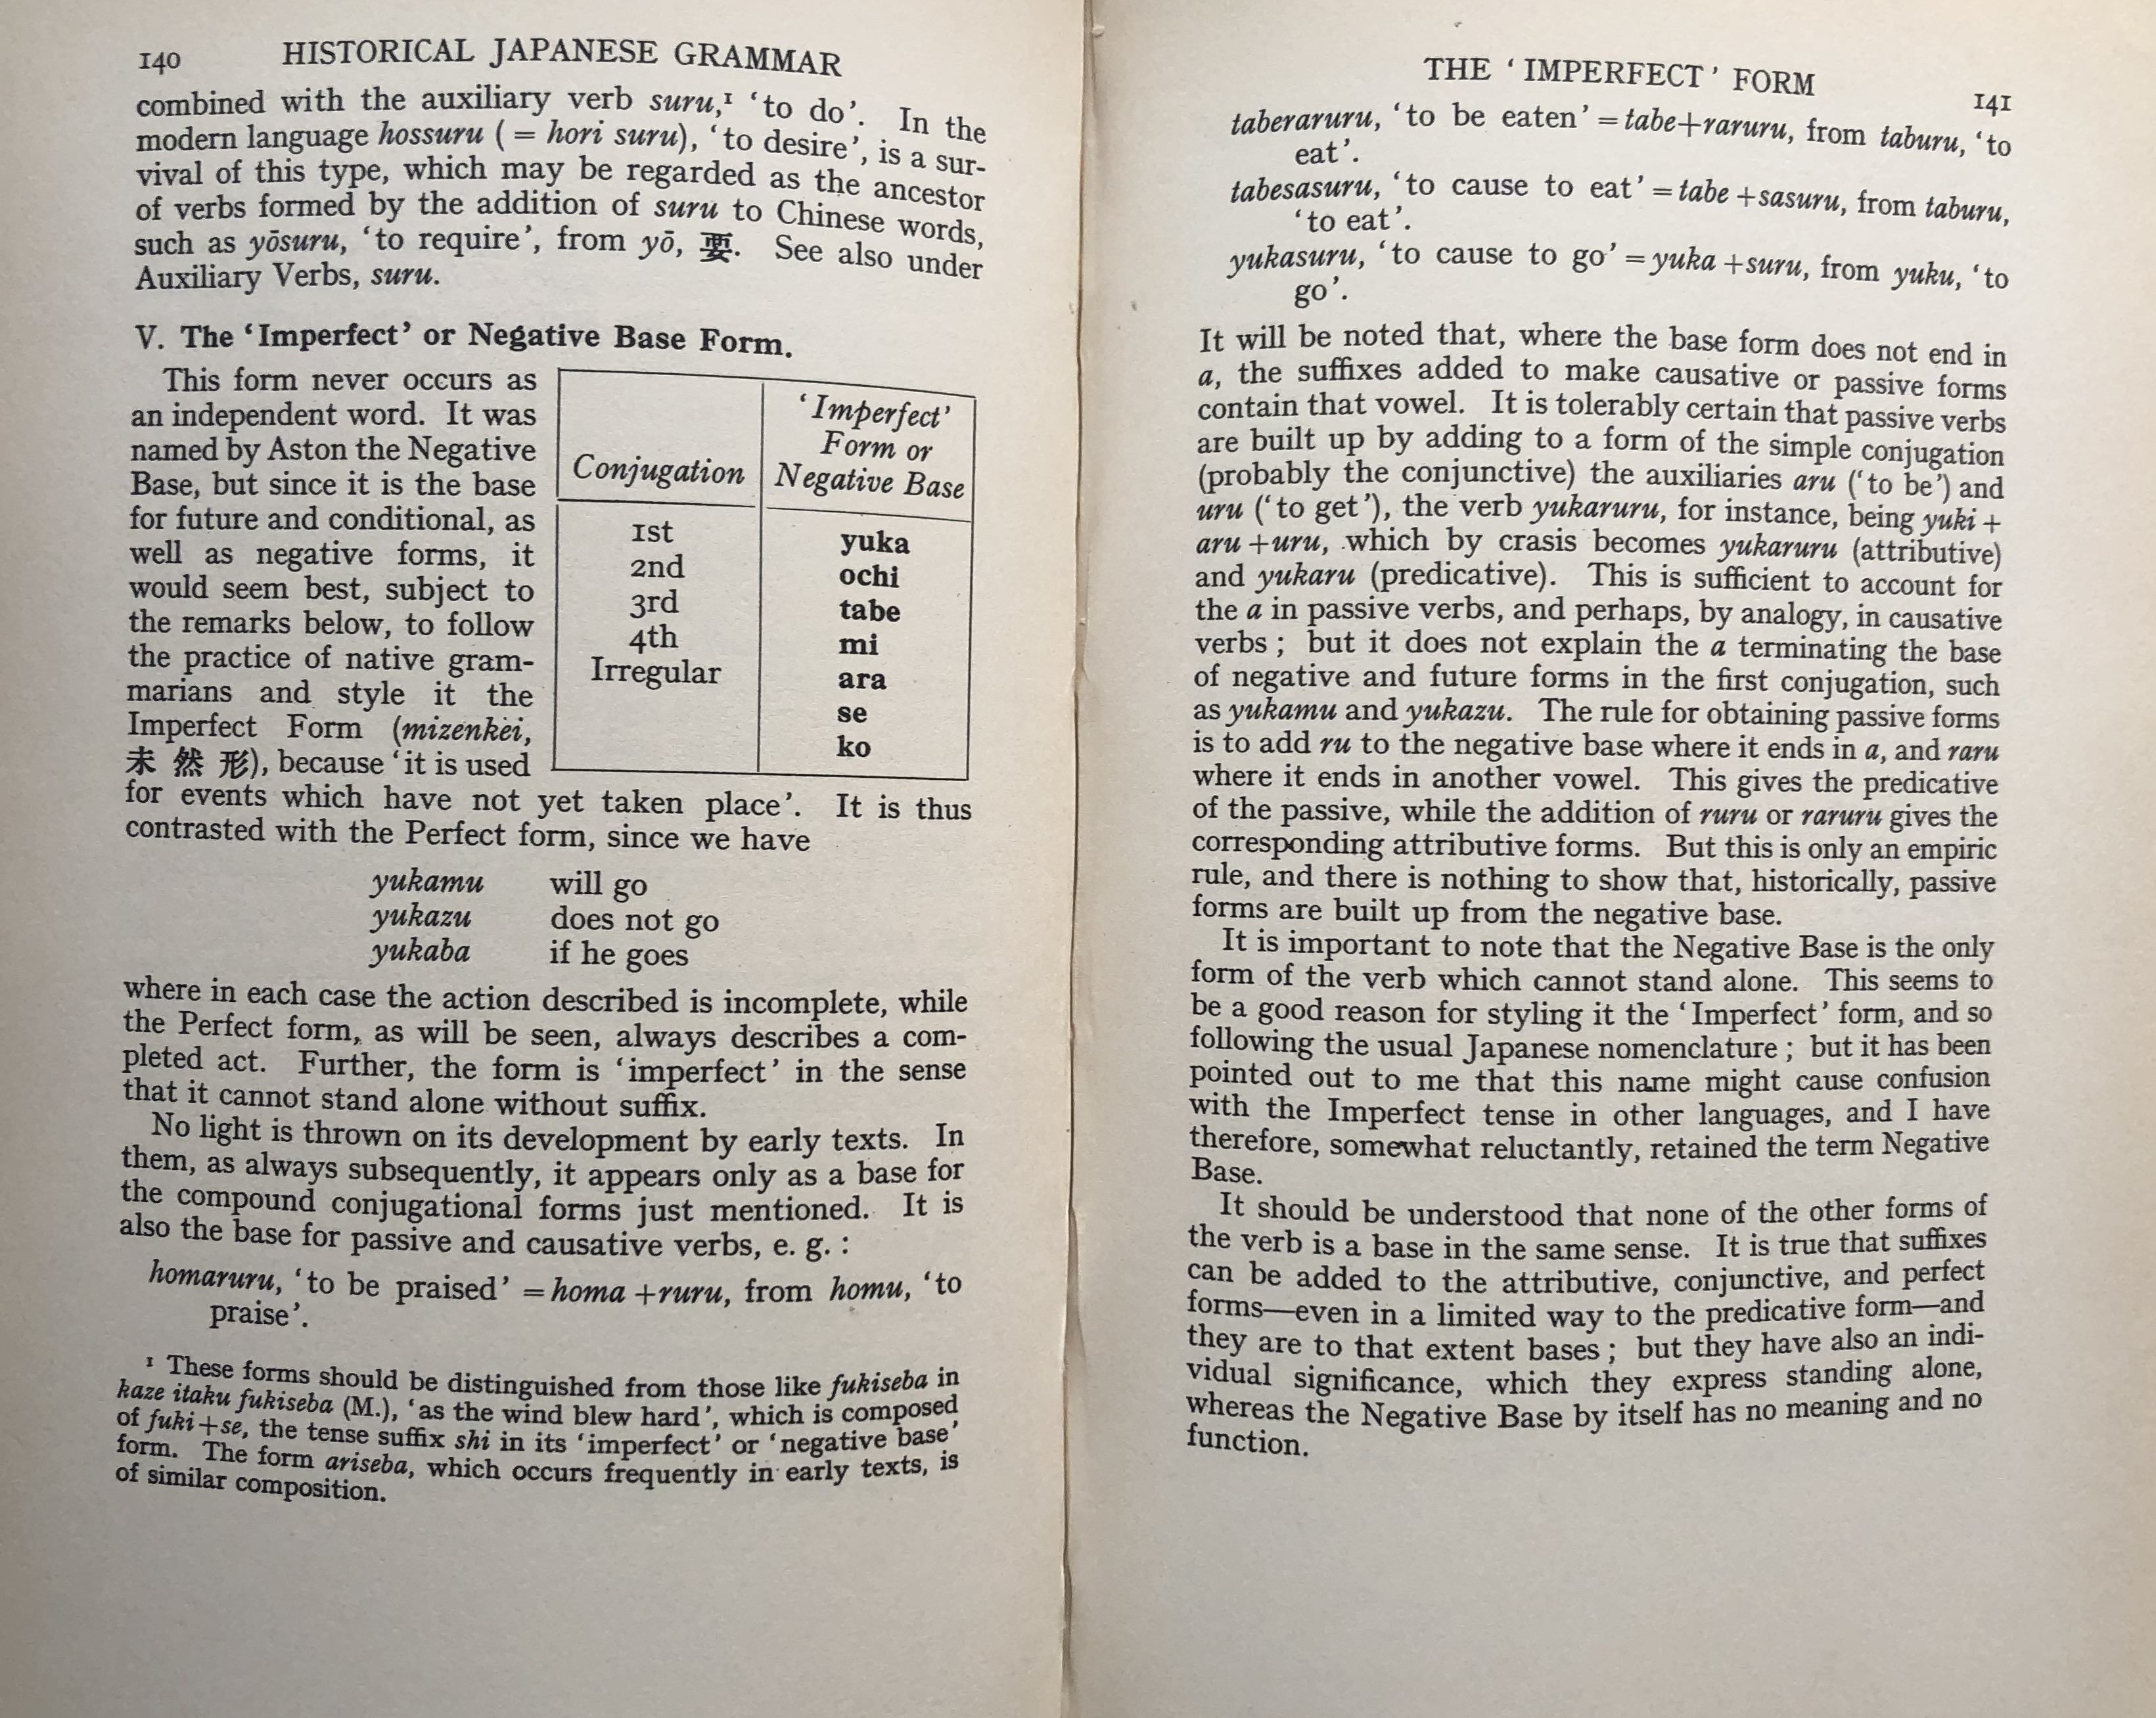 140 HISTORICAL JAPANESE GRAMMAR
combined with the auxiliary verb suru,¹ ‘to do’. In the
modern language hossuru (= hori suru), ‘to desire’, is a sur-
vival of this type, which may be regarded as the ancestor
of verbs formed by the addition of suru to Chinese words,
such as yōsuru, ‘to require’, from yō, 要. See also under
Auxiliary Verbs, suru.
V. The ‘Imperfect’ or Negative Base Form.
This form never occurs as
an independent word. It was
named by Aston the Negative
Base, but since it is the base
for future and conditional, as
well as negative forms, it
would seem best, subject to
the remarks below, to follow
the practice of native gram-
marians and style it the
Imperfect Form (mizenkei,
未然形), because ‘it is used
Conjugation
‘Imperfect’
Form or
Negative Base
1st yuka
2nd ochi
3rd tabe
4th mi
Irregular ara
se
ko
for events which have not yet taken place’. It is thus
contrasted with the Perfect form, since we have
yukamu will go
yukazu does not go
yukaba if he goes
where in each case the action described is incomplete, while
the Perfect form, as will be seen, always describes a com-
pleted act. Further, the form is ‘imperfect’ in the sense
that it cannot stand alone without suffix.
No light is thrown on its development by early texts. In
them, as always subsequently, it appears only as a base for
the compound conjugational forms just mentioned. It is
also the base for passive and causative verbs, e. g. :
homaruru, ‘to be praised’ = homa +ruru, from homu, ‘to
praise’.
¹ These forms should be distinguished from those like fukiseba in
kaze itaku fukiseba (M.), ‘as the wind blew hard’, which is composed
of fuki+se, the tense suffix shi in its ‘imperfect’ or ‘negative base’
form. The form ariseba, which occurs frequently in early texts, is
of similar composition.
THE ‘IMPERFECT’ FORM 141
taberaruru, ‘to be eaten’ = tabe+raruru, from taburu, ‘to
eat’.
tabesasuru, ‘to cause to eat’ = tabe +sasuru, from taburu,
‘to eat’.
yukasuru, ‘to cause to go’ = yuka +suru, from yuku, ‘to
go’.
It will be noted that, where the base form does not end in
a, the suffixes added to make causative or passive forms
contain that vowel. It is tolerably certain that passive verbs
are built up by adding to a form of the simple conjugation
(probably the conjunctive) the auxiliaries aru (‘to be’) and
uru (‘to get’), the verb yukaruru, for instance, being yuki +
aru +uru, which by crasis becomes yukaruru (attributive)
and yukaru (predicative). This is sufficient to account for
the a in passive verbs, and perhaps, by analogy, in causative
verbs ; but it does not explain the a terminating the base
of negative and future forms in the first conjugation, such
as yukamu and yukazu. The rule for obtaining passive forms
is to add ru to the negative base where it ends in a, and raru
where it ends in another vowel. This gives the predicative
of the passive, while the addition of ruru or raruru gives the
corresponding attributive forms. But this is only an empiric
rule, and there is nothing to show that, historically, passive
forms are built up from the negative base.
It is important to note that the Negative Base is the only
form of the verb which cannot stand alone. This seems to
be a good reason for styling it the ‘Imperfect’ form, and so
following the usual Japanese nomenclature ; but it has been
pointed out to me that this name might cause confusion
with the Imperfect tense in other languages, and I have
therefore, somewhat reluctantly, retained the term Negative
Base.
It should be understood that none of the other forms of
the verb is a base in the same sense. It is true that suffixes
can be added to the attributive, conjunctive, and perfect
forms—even in a limited way to the predicative form—and
they are to that extent bases ; but they have also an indi-
vidual significance, which they express standing alone,
whereas the Negative Base by itself has no meaning and no
function.